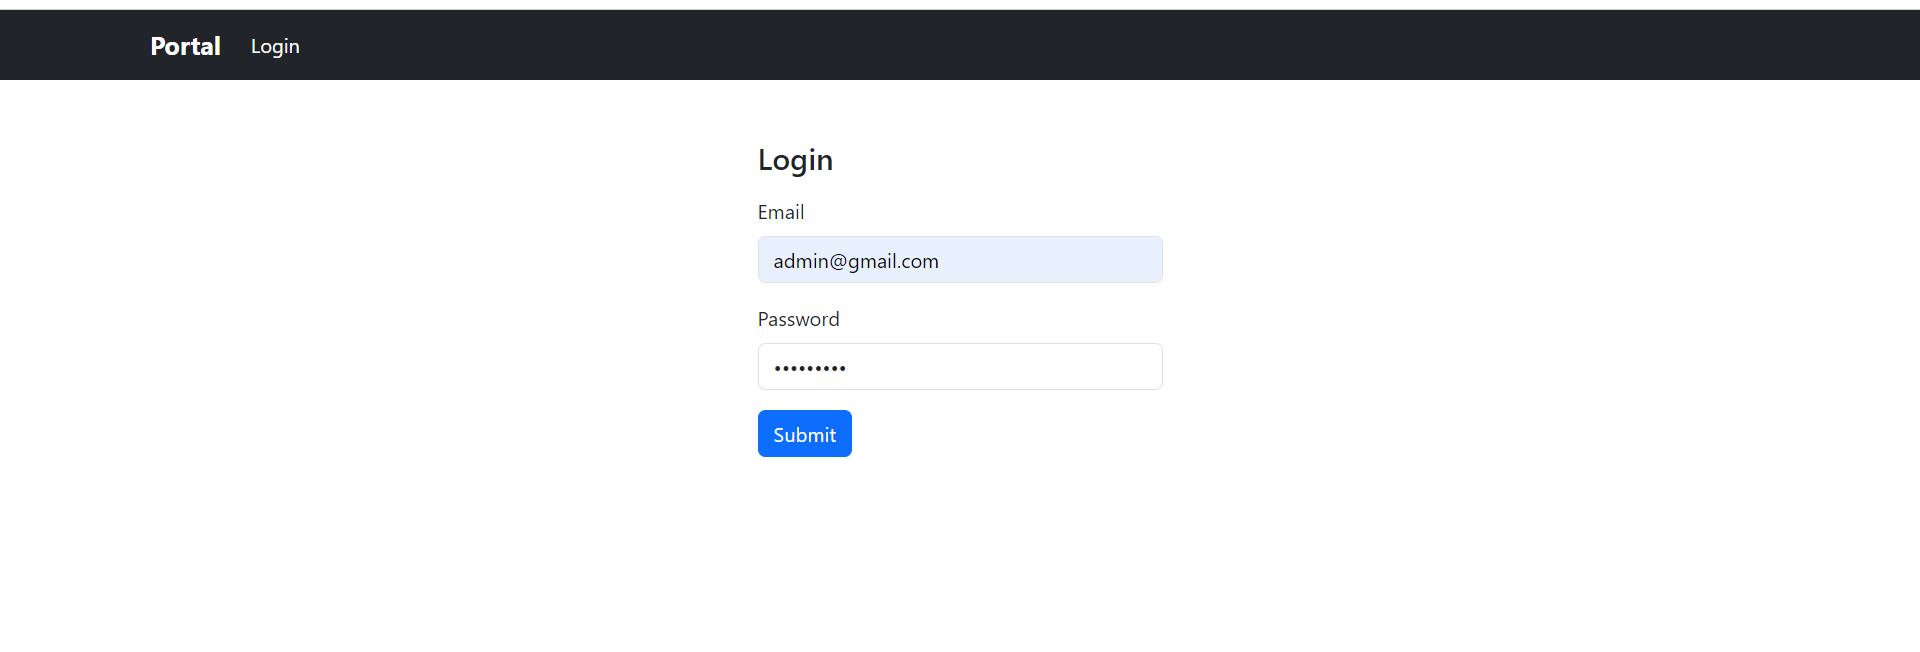 Portal Login
Login
Email
admin@gmail.com
Password
•••••••••
Submit